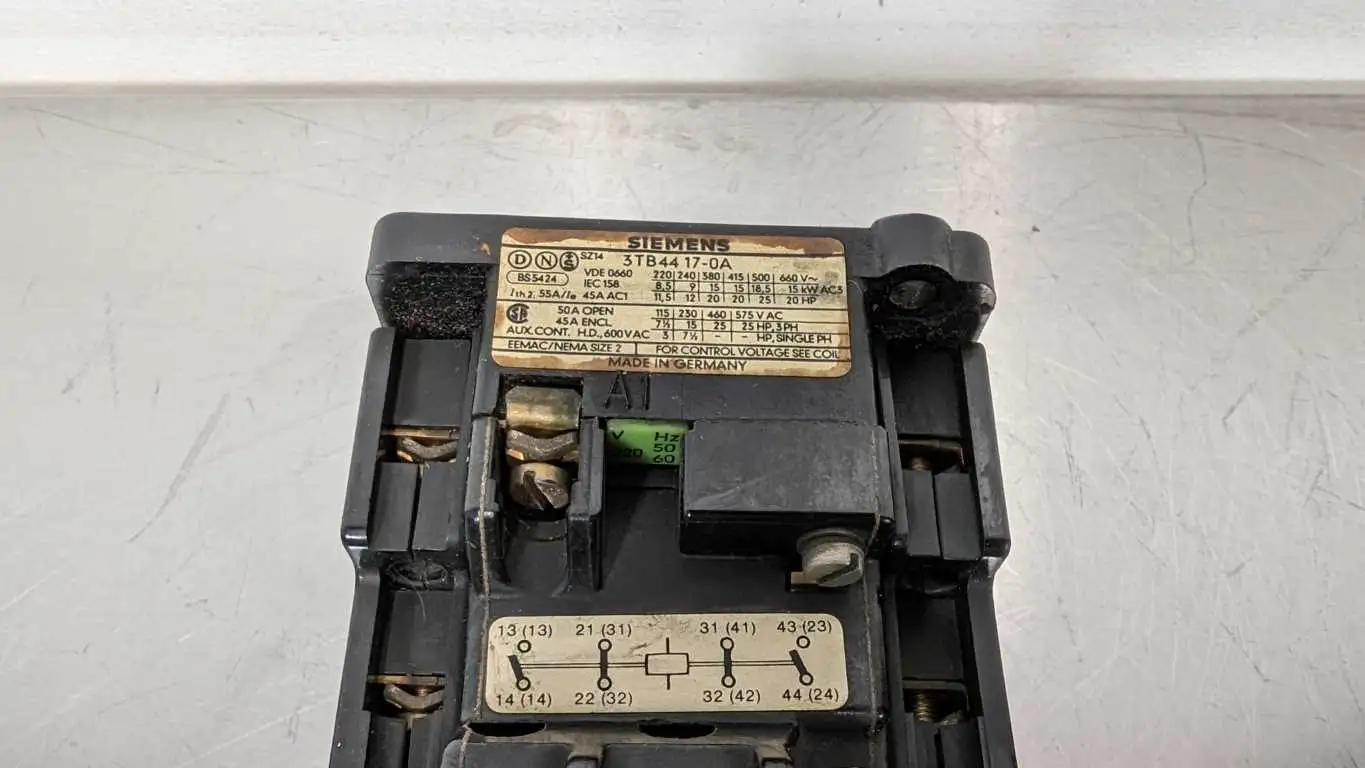 SIEMENS
D N S SZ14 3TB44 17-0A
BS5424 VDE 0660 220 240 380 415 500 660 V~
IEC 158 8,5 9 15 15 18,5 15 kW AC3
Ith2, 55A/Ie 45A AC1 11,5 12 20 20 25 20 HP
SA 50A OPEN 115 230 460 575 V AC
45A ENCL 7½ 15 25 25 HP, 3PH
AUX.CONT. H.D., 600VAC 3 7½ - - HP, SINGLE PH
EEMAC/NEMA SIZE 2 FOR CONTROL VOLTAGE SEE COIL
MADE IN GERMANY
A1
V Hz
50
60
13 (13) 21 (31) 31 (41) 43 (23)
14 (14) 22 (32) 32 (42) 44 (24)